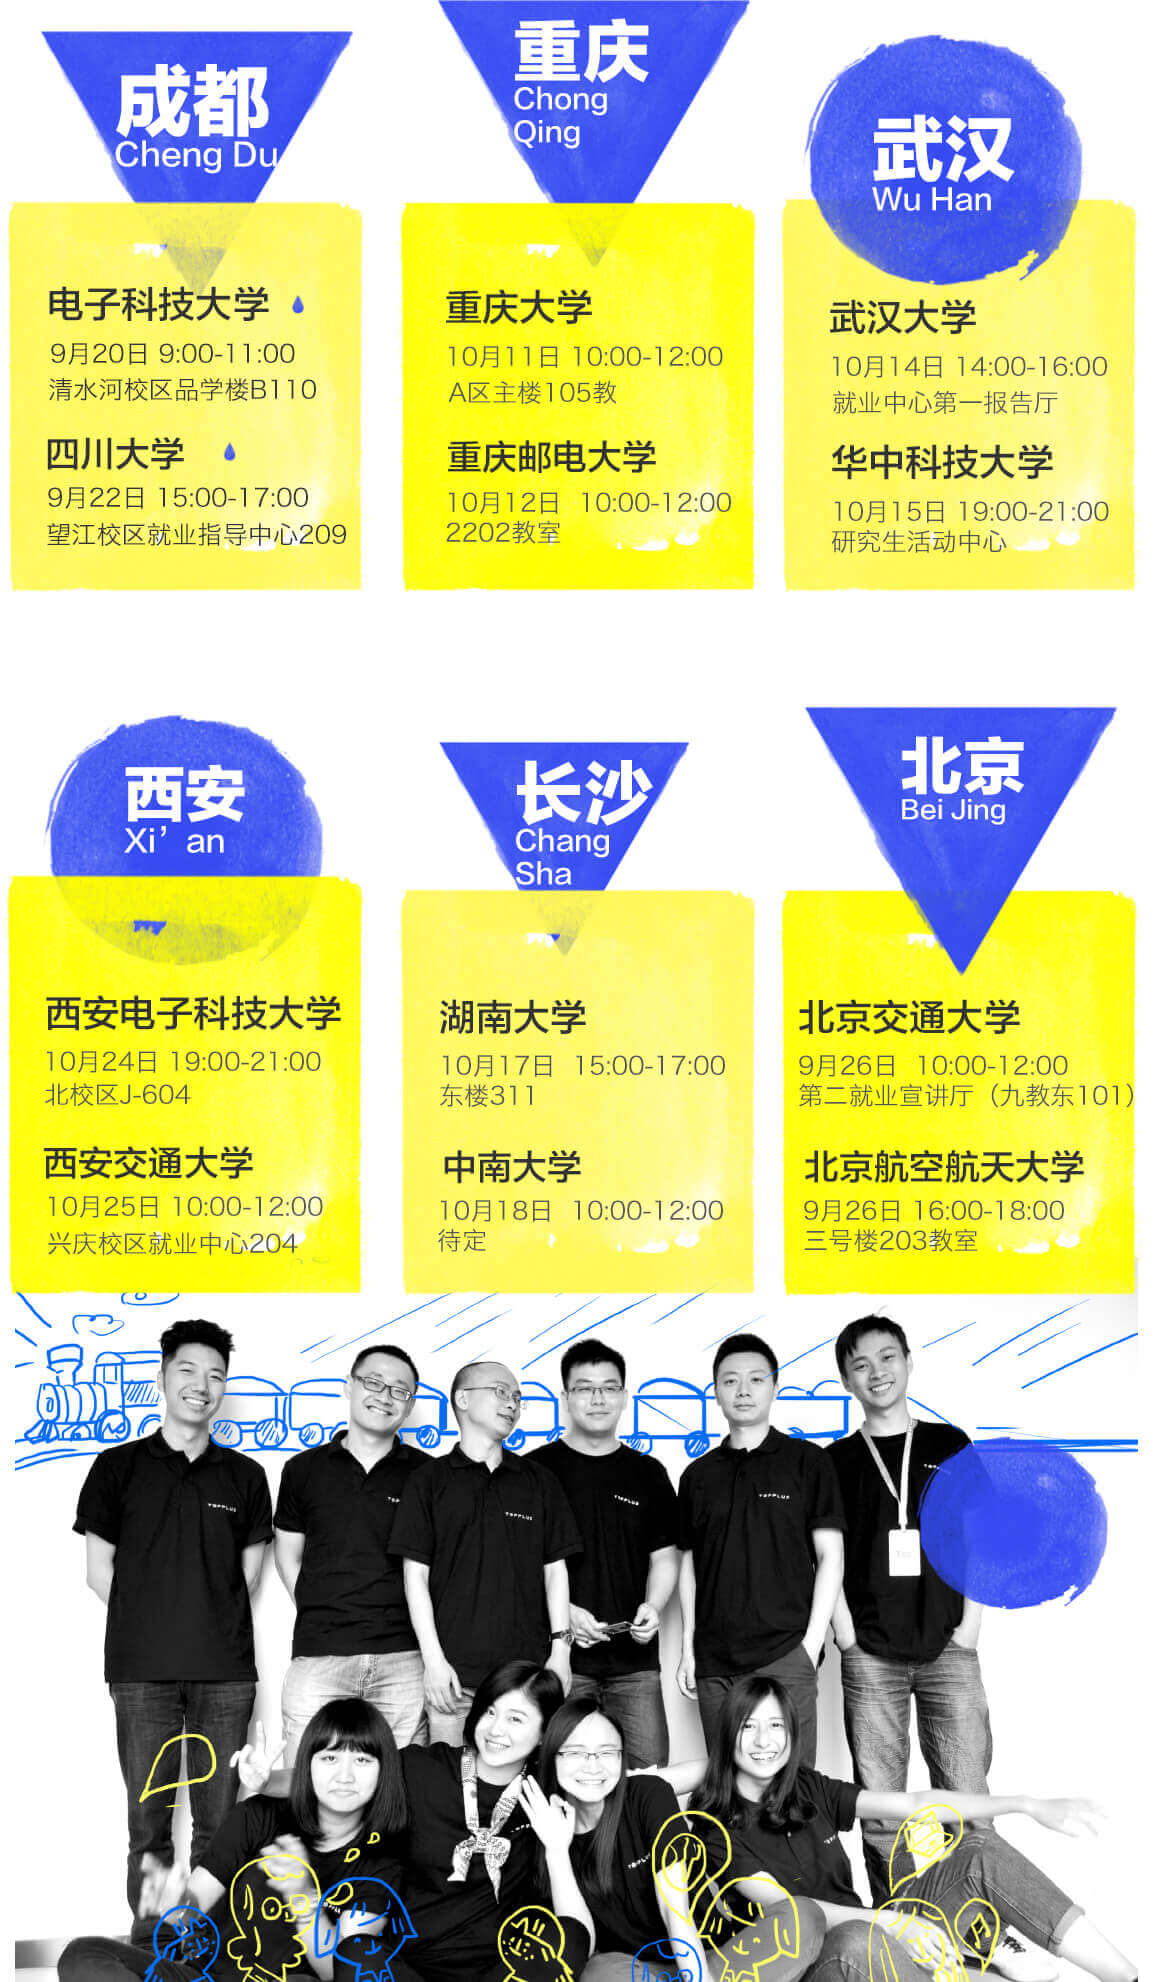 成都
Cheng Du
电子科技大学
9月20日 9:00-11:00
清水河校区品学楼B110
四川大学
9月22日 15:00-17:00
望江校区就业指导中心209
重庆
Chong
Qing
重庆大学
10月11日 10:00-12:00
A区主楼105教
重庆邮电大学
10月12日 10:00-12:00
2202教室
武汉
Wu Han
武汉大学
10月14日 14:00-16:00
就业中心第一报告厅
华中科技大学
10月15日 19:00-21:00
研究生活动中心
西安
Xi’an
西安电子科技大学
10月24日 19:00-21:00
北校区J-604
西安交通大学
10月25日 10:00-12:00
兴庆校区就业中心204
长沙
Chang
Sha
湖南大学
10月17日 15:00-17:00
东楼311
中南大学
10月18日 10:00-12:00
待定
北京
Bei Jing
北京交通大学
9月26日 10:00-12:00
第二就业宣讲厅（九教东101）
北京航空航天大学
9月26日 16:00-18:00
三号楼203教室
TOPPLUS
TOPPLUS
TOPPLUS
TOPPLUS
TOPPLUS